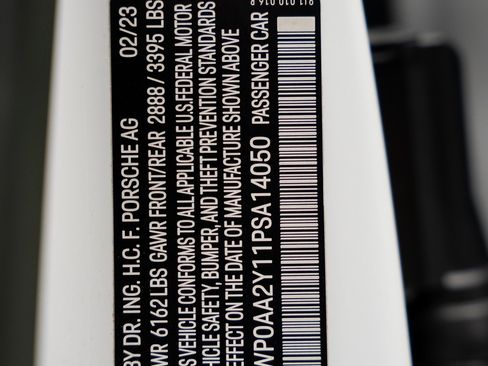 BY DR. ING. H.C. F. PORSCHE AG 02/23
WR 6162 LBS GAWR FRONT/REAR 2888 / 3395 LBS
S VEHICLE CONFORMS TO ALL APPLICABLE U.S.FEDERAL MOTOR
HICLE SAFETY, BUMPER, AND THEFT PREVENTION STANDARDS
EFFECT ON THE DATE OF MANUFACTURE SHOWN ABOVE
WP0AA2Y11PSA14050 PASSENGER CAR